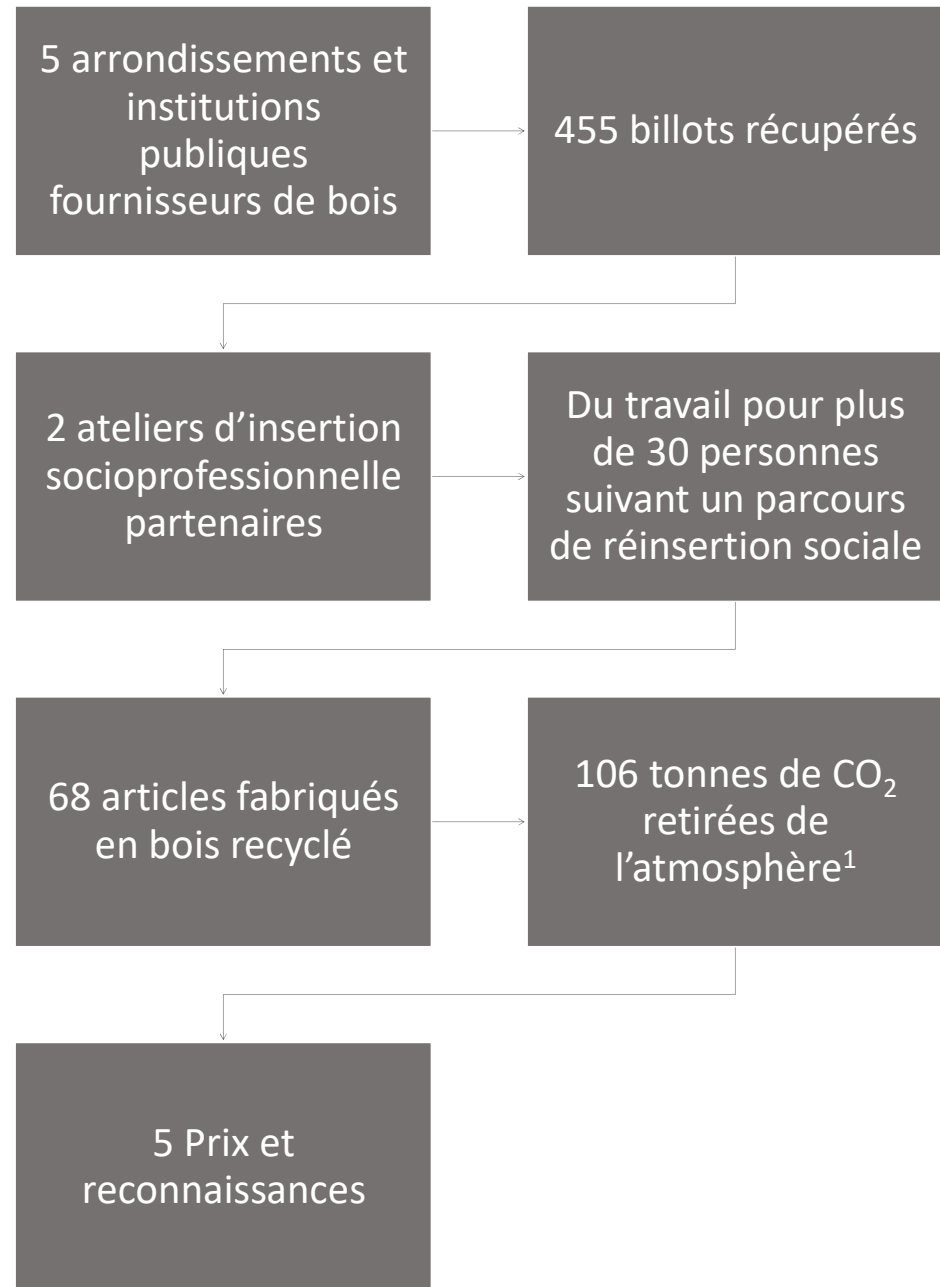 5 arrondissements et
institutions
publiques
fournisseurs de bois
455 billots récupérés
2 ateliers d’insertion
socioprofessionnelle
partenaires
Du travail pour plus
de 30 personnes
suivant un parcours
de réinsertion sociale
68 articles fabriqués
en bois recyclé
106 tonnes de CO₂
retirées de
l’atmosphère¹
5 Prix et
reconnaissances